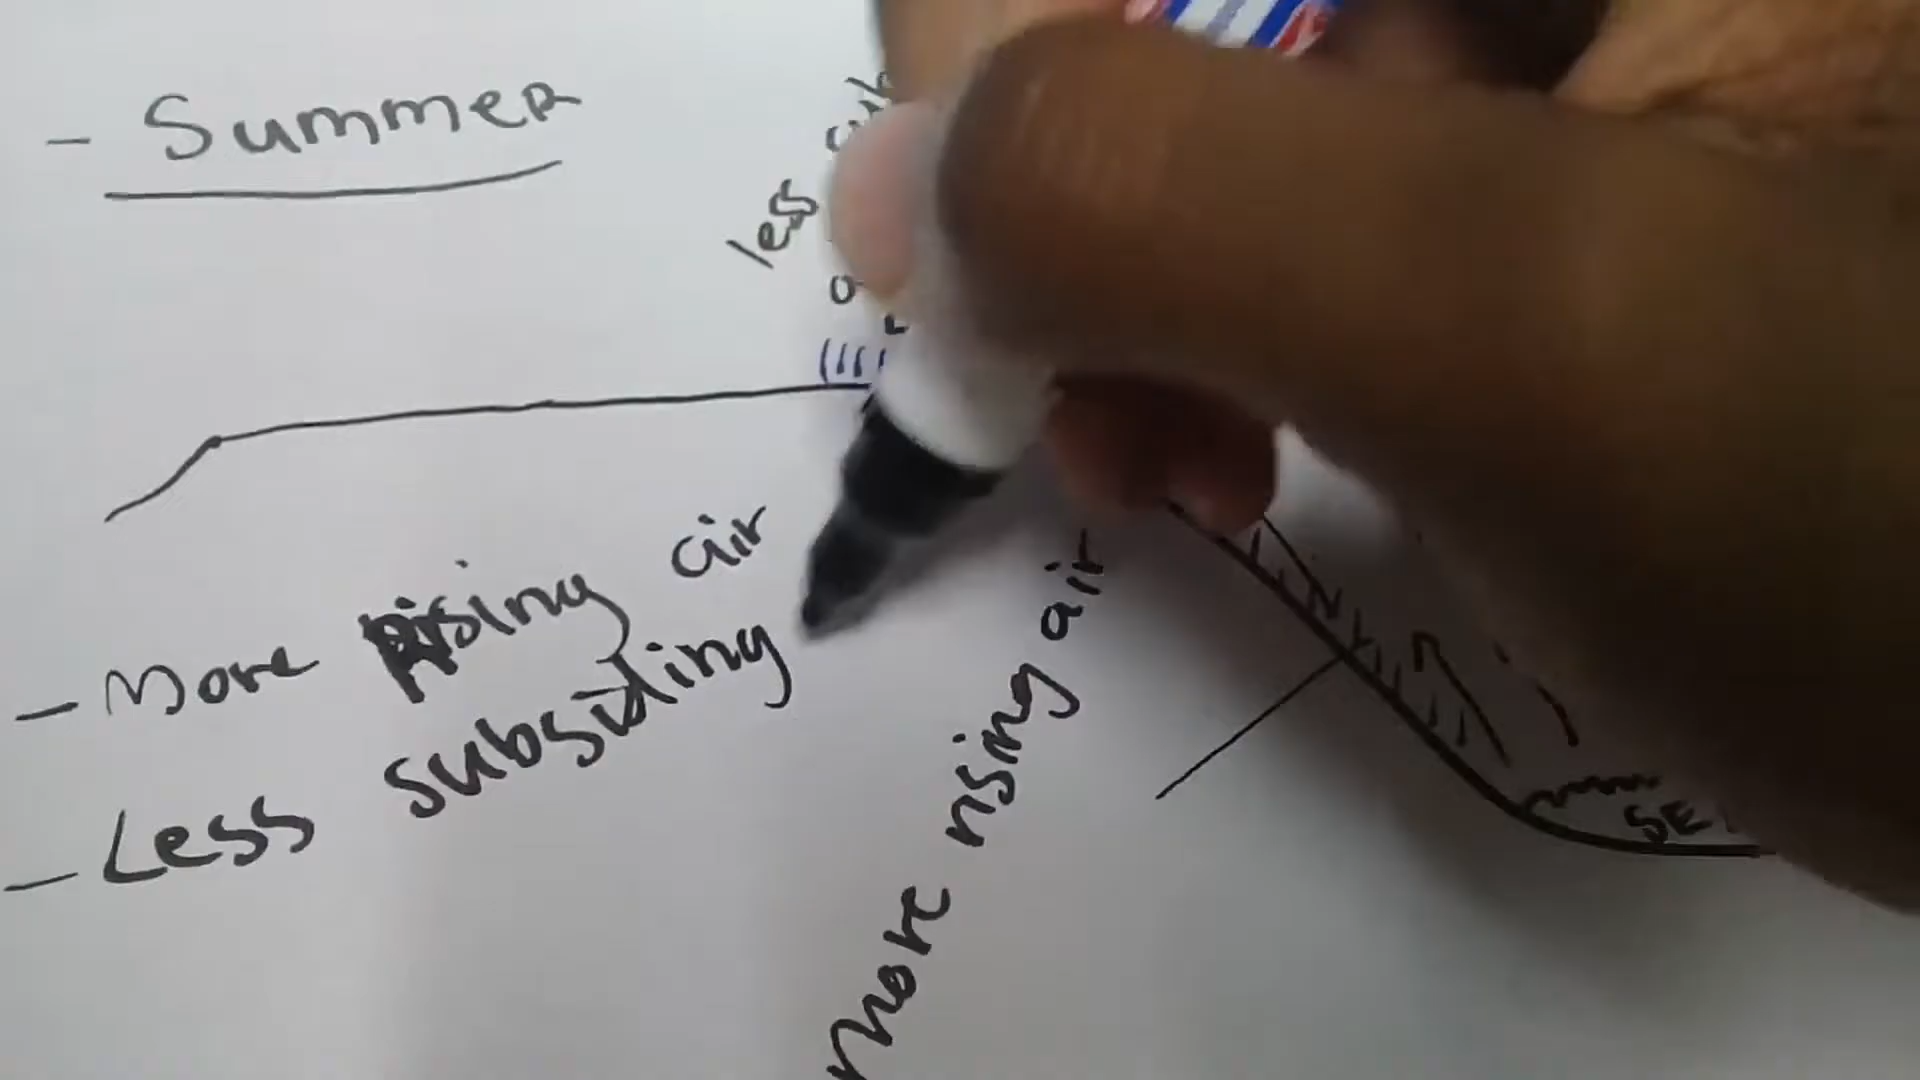 - Summer
less
- More rising air
- Less subsiding
more rising air
SE